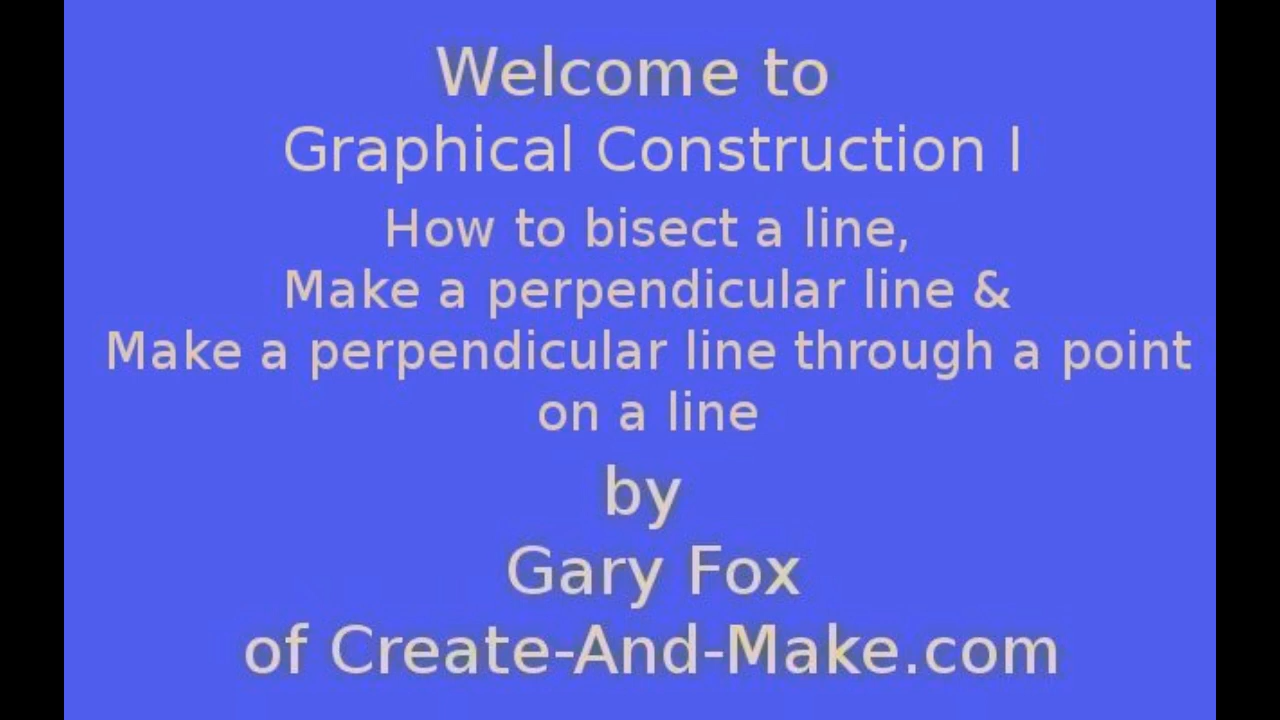 Welcome to
Graphical Construction I
How to bisect a line,
Make a perpendicular line &
Make a perpendicular line through a point
on a line
by
Gary Fox
of Create-And-Make.com